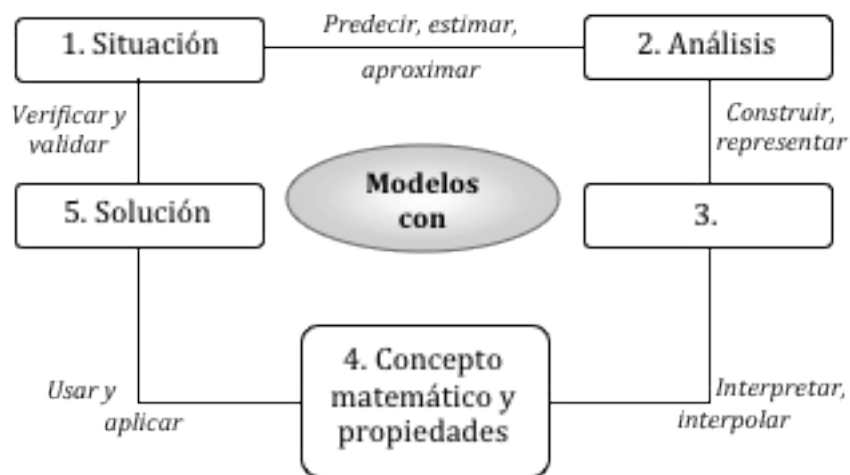 1. Situación
Predecir, estimar,
aproximar
2. Análisis
Verificar y
validar
Construir,
representar
Modelos
con
5. Solución
3.
4. Concepto
matemático y
propiedades
Usar y
aplicar
Interpretar,
interpolar